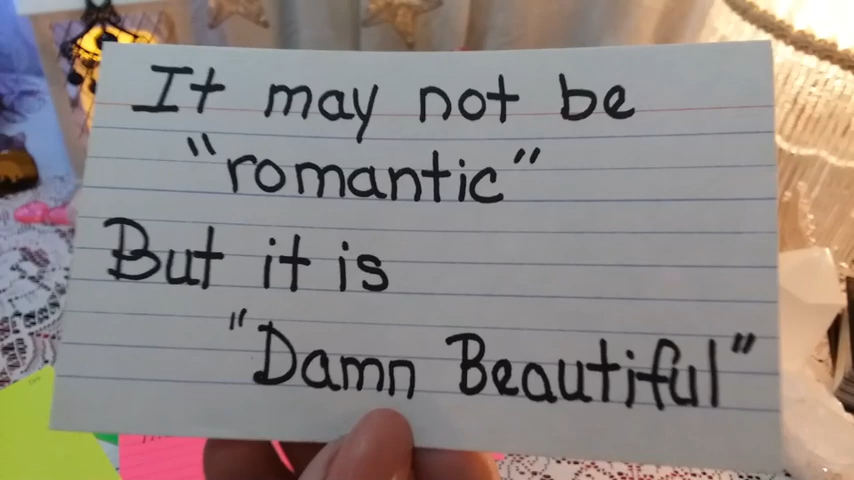 It may not be
"romantic"
But it is
"Damn Beautiful"